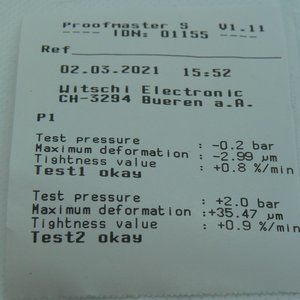 Proofmaster S V1.11
---- IDN: 01155 ----
Ref
02.03.2021 15:52
Witschi Electronic
CH-3294 Bueren a.A.
P1
Test pressure : -0.2 bar
Maximum deformation : -2.99 µm
Tightness value : +0.8 %/min
Test1 okay
Test pressure : +2.0 bar
Maximum deformation : +35.47 µm
Tightness value : +0.9 %/min
Test2 okay